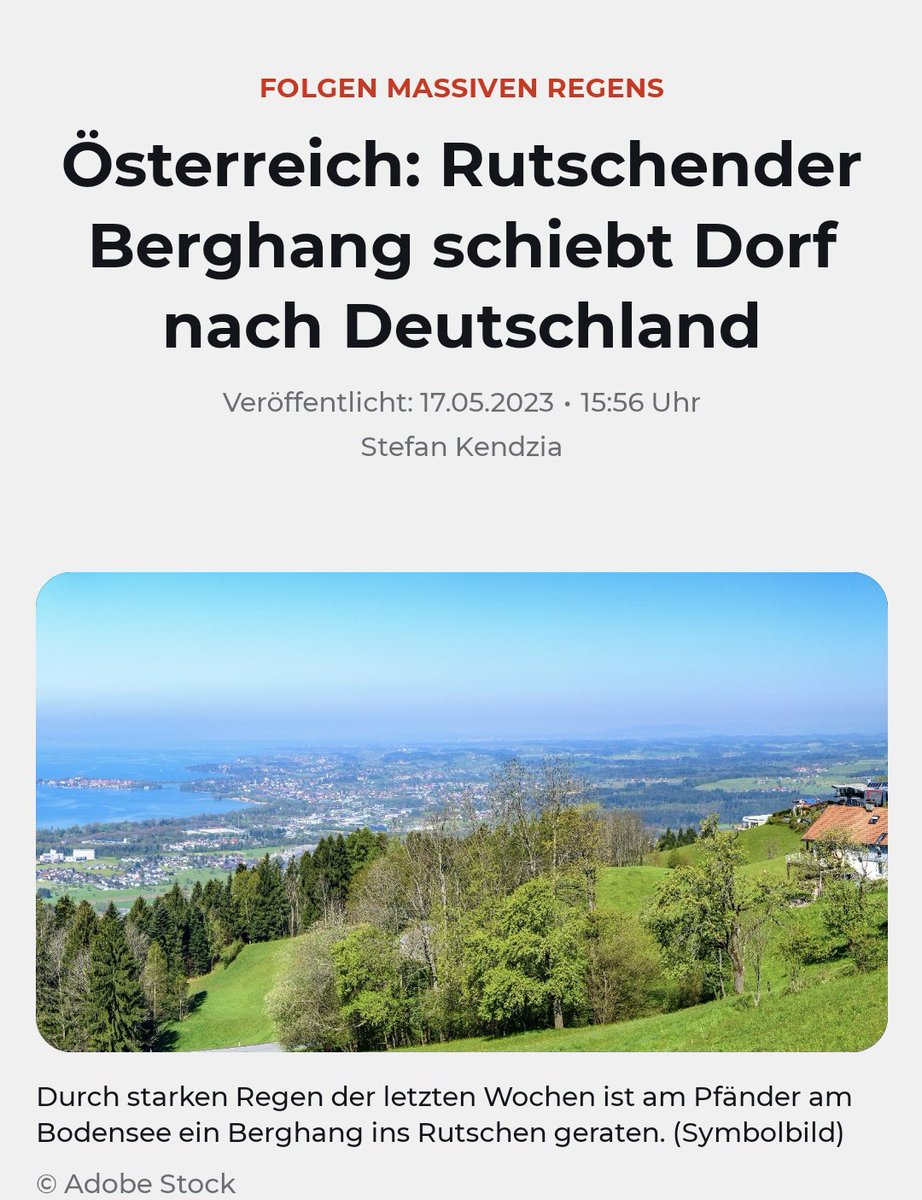 FOLGEN MASSIVEN REGENS
Österreich: Rutschender
Berghang schiebt Dorf
nach Deutschland
Veröffentlicht: 17.05.2023 • 15:56 Uhr
Stefan Kendzia
Durch starken Regen der letzten Wochen ist am Pfänder am
Bodensee ein Berghang ins Rutschen geraten. (Symbolbild)
© Adobe Stock